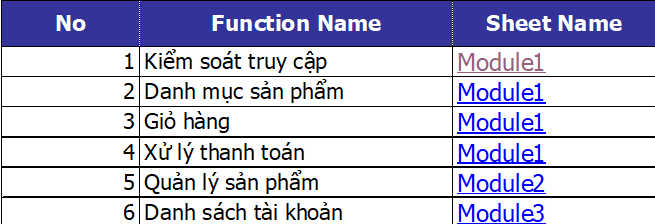 No Function Name Sheet Name
1 Kiểm soát truy cập Module1
2 Danh mục sản phẩm Module1
3 Giỏ hàng Module1
4 Xử lý thanh toán Module1
5 Quản lý sản phẩm Module2
6 Danh sách tài khoản Module3